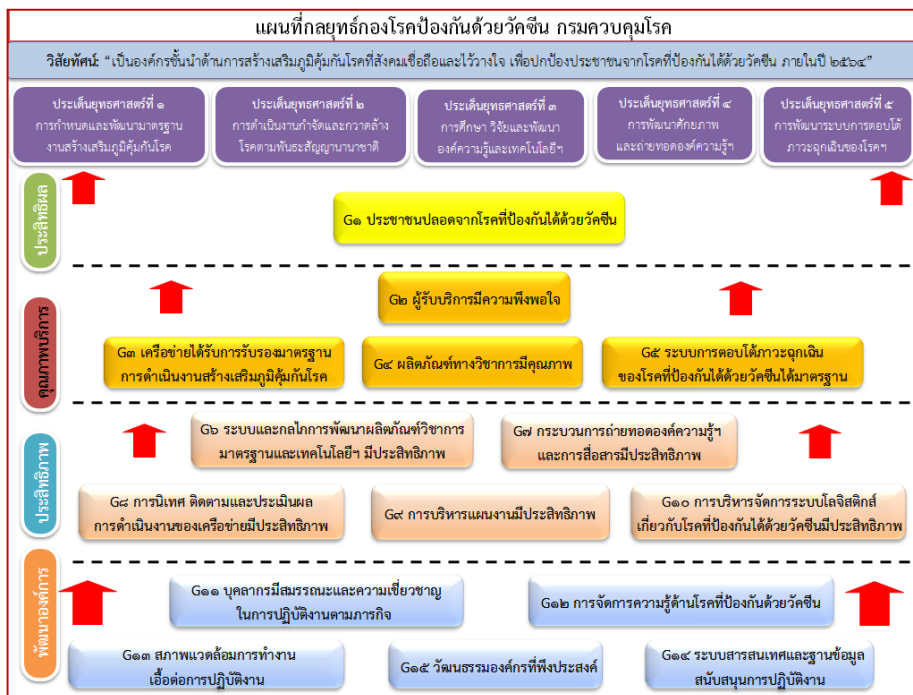 แผนที่กลยุทธ์กองโรคป้องกันด้วยวัคซีน กรมควบคุมโรค
วิสัยทัศน์: “เป็นองค์กรชั้นนำด้านการสร้างเสริมภูมิคุ้มกันโรคที่สังคมเชื่อถือและไว้วางใจ เพื่อปกป้องประชาชนจากโรคที่ป้องกันได้ด้วยวัคซีน ภายในปี ๒๕๖๔”
ประเด็นยุทธศาสตร์ที่ ๑
การกำหนดและพัฒนามาตรฐาน
งานสร้างเสริมภูมิคุ้มกันโรค
ประเด็นยุทธศาสตร์ที่ ๒
การดำเนินงานกำจัดและกวาดล้าง
โรคตามพันธะสัญญานานาชาติ
ประเด็นยุทธศาสตร์ที่ ๓
การศึกษา วิจัยและพัฒนา
องค์ความรู้และเทคโนโลยีฯ
ประเด็นยุทธศาสตร์ที่ ๔
การพัฒนาศักยภาพ
และถ่ายทอดองค์ความรู้ฯ
ประเด็นยุทธศาสตร์ที่ ๕
การพัฒนาระบบการตอบโต้
ภาวะฉุกเฉินของโรคฯ
ประสิทธิผล
G๑ ประชาชนปลอดจากโรคที่ป้องกันได้ด้วยวัคซีน
คุณภาพบริการ
G๒ ผู้รับบริการมีความพึงพอใจ
G๓ เครือข่ายได้รับการรับรองมาตรฐาน
การดำเนินงานสร้างเสริมภูมิคุ้มกันโรค
G๔ ผลิตภัณฑ์ทางวิชาการมีคุณภาพ
G๕ ระบบการตอบโต้ภาวะฉุกเฉิน
ของโรคที่ป้องกันได้ด้วยวัคซีนได้มาตรฐาน
ประสิทธิภาพ
G๖ ระบบและกลไกการพัฒนาผลิตภัณฑ์วิชาการ
มาตรฐานและเทคโนโลยีฯ มีประสิทธิภาพ
G๗ กระบวนการถ่ายทอดองค์ความรู้ฯ
และการสื่อสารมีประสิทธิภาพ
G๘ การนิเทศ ติดตามและประเมินผล
การดำเนินงานของเครือข่ายมีประสิทธิภาพ
G๙ การบริหารแผนงานมีประสิทธิภาพ
G๑๐ การบริหารจัดการระบบโลจิสติกส์
เกี่ยวกับโรคที่ป้องกันได้ด้วยวัคซีนมีประสิทธิภาพ
พัฒนาองค์การ
G๑๑ บุคลากรมีสมรรถนะและความเชี่ยวชาญ
ในการปฏิบัติงานตามภารกิจ
G๑๒ การจัดการความรู้ด้านโรคที่ป้องกันด้วยวัคซีน
G๑๓ สภาพแวดล้อมการทำงาน
เอื้อต่อการปฏิบัติงาน
G๑๕ วัฒนธรรมองค์กรที่พึงประสงค์
G๑๔ ระบบสารสนเทศและฐานข้อมูล
สนับสนุนการปฏิบัติงาน